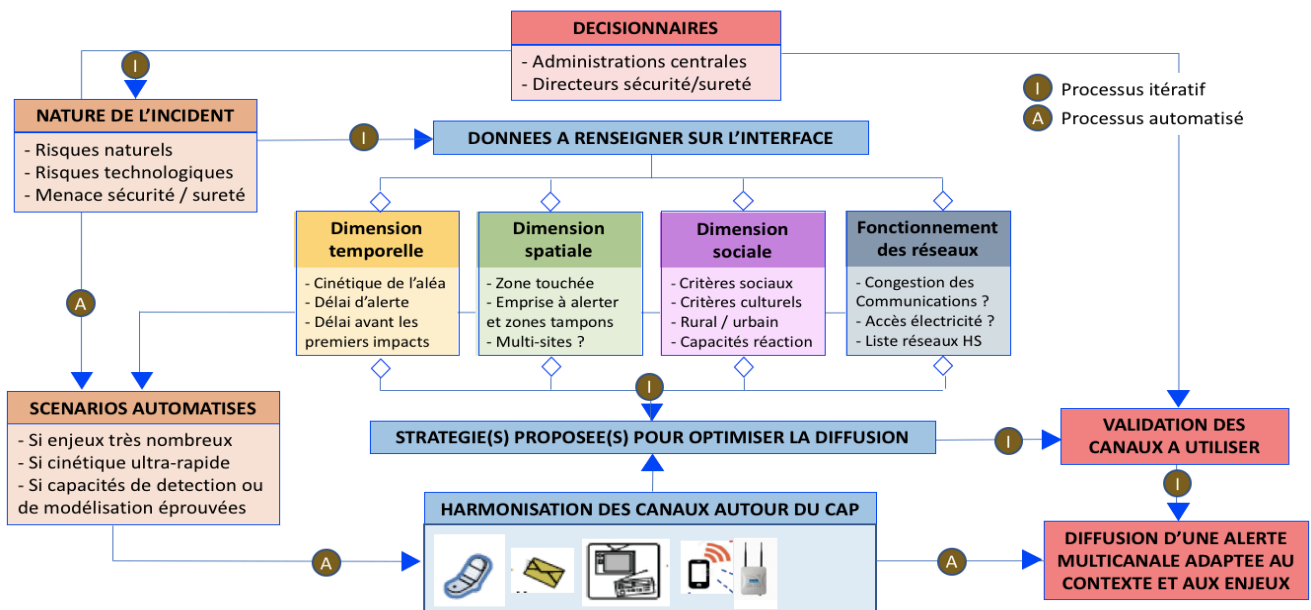 DECISIONNAIRES
- Administrations centrales
- Directeurs sécurité/sureté
I
I Processus itératif
A Processus automatisé
NATURE DE L'INCIDENT
- Risques naturels
- Risques technologiques
- Menace sécurité / sureté
I
DONNEES A RENSEIGNER SUR L'INTERFACE
Dimension
temporelle
- Cinétique de l'aléa
- Délai d'alerte
- Délai avant les
premiers impacts
Dimension
spatiale
- Zone touchée
- Emprise à alerter
et zones tampons
- Multi-sites ?
Dimension
sociale
- Critères sociaux
- Critères culturels
- Rural / urbain
- Capacités réaction
Fonctionnement
des réseaux
- Congestion des
Communications ?
- Accès électricité ?
- Liste réseaux HS
A
I
SCENARIOS AUTOMATISES
- Si enjeux très nombreux
- Si cinétique ultra-rapide
- Si capacités de detection ou
de modélisation éprouvées
STRATEGIE(S) PROPOSEE(S) POUR OPTIMISER LA DIFFUSION
I
VALIDATION DES
CANAUX A UTILISER
I
HARMONISATION DES CANAUX AUTOUR DU CAP
A
A
DIFFUSION D'UNE ALERTE
MULTICANALE ADAPTEE AU
CONTEXTE ET AUX ENJEUX